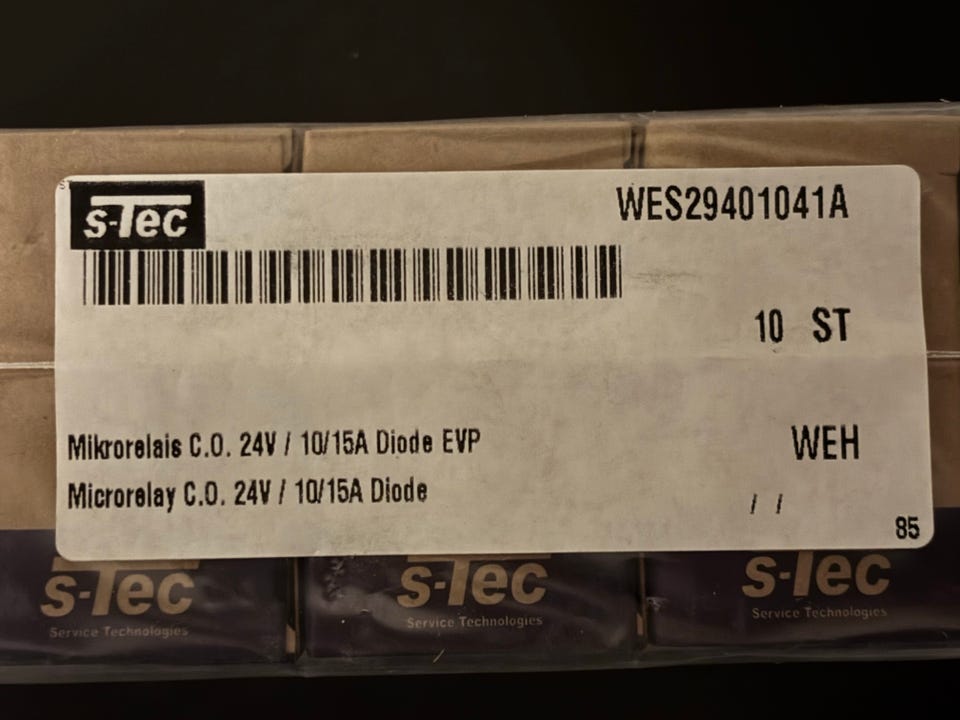 ST
s-Tec
WES29401041A
10 ST
Mikrorelais C.O. 24V / 10/15A Diode EVP
WEH
Microrelay C.O. 24V / 10/15A Diode
/ /
85
s-Tec
Service Technologies
s-Tec
Service Technologies
s-Tec
Service Technologies